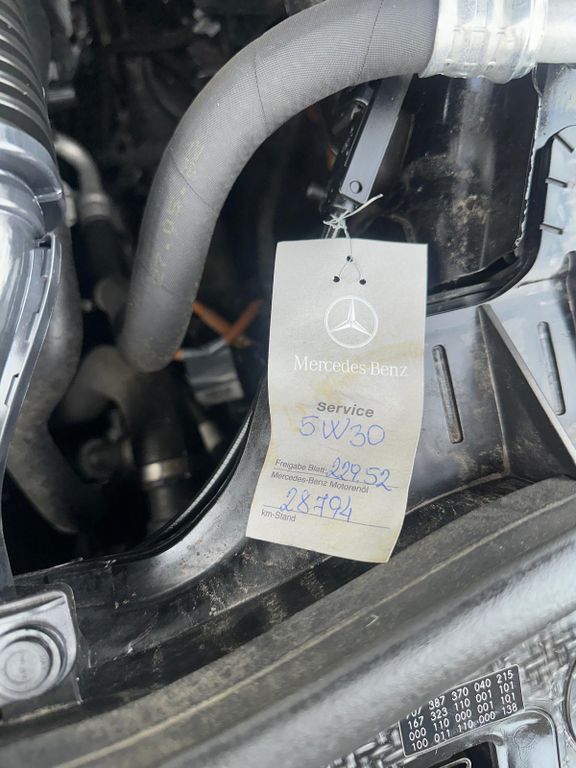 Mercedes-Benz
Service
5W30
Freigabe Blatt: 229.52
Mercedes-Benz Motorenöl
28794
km-Stand
707 387 370 040 215
167 323 110 001 101
000 110 000 001 101
100 011 110 000 138